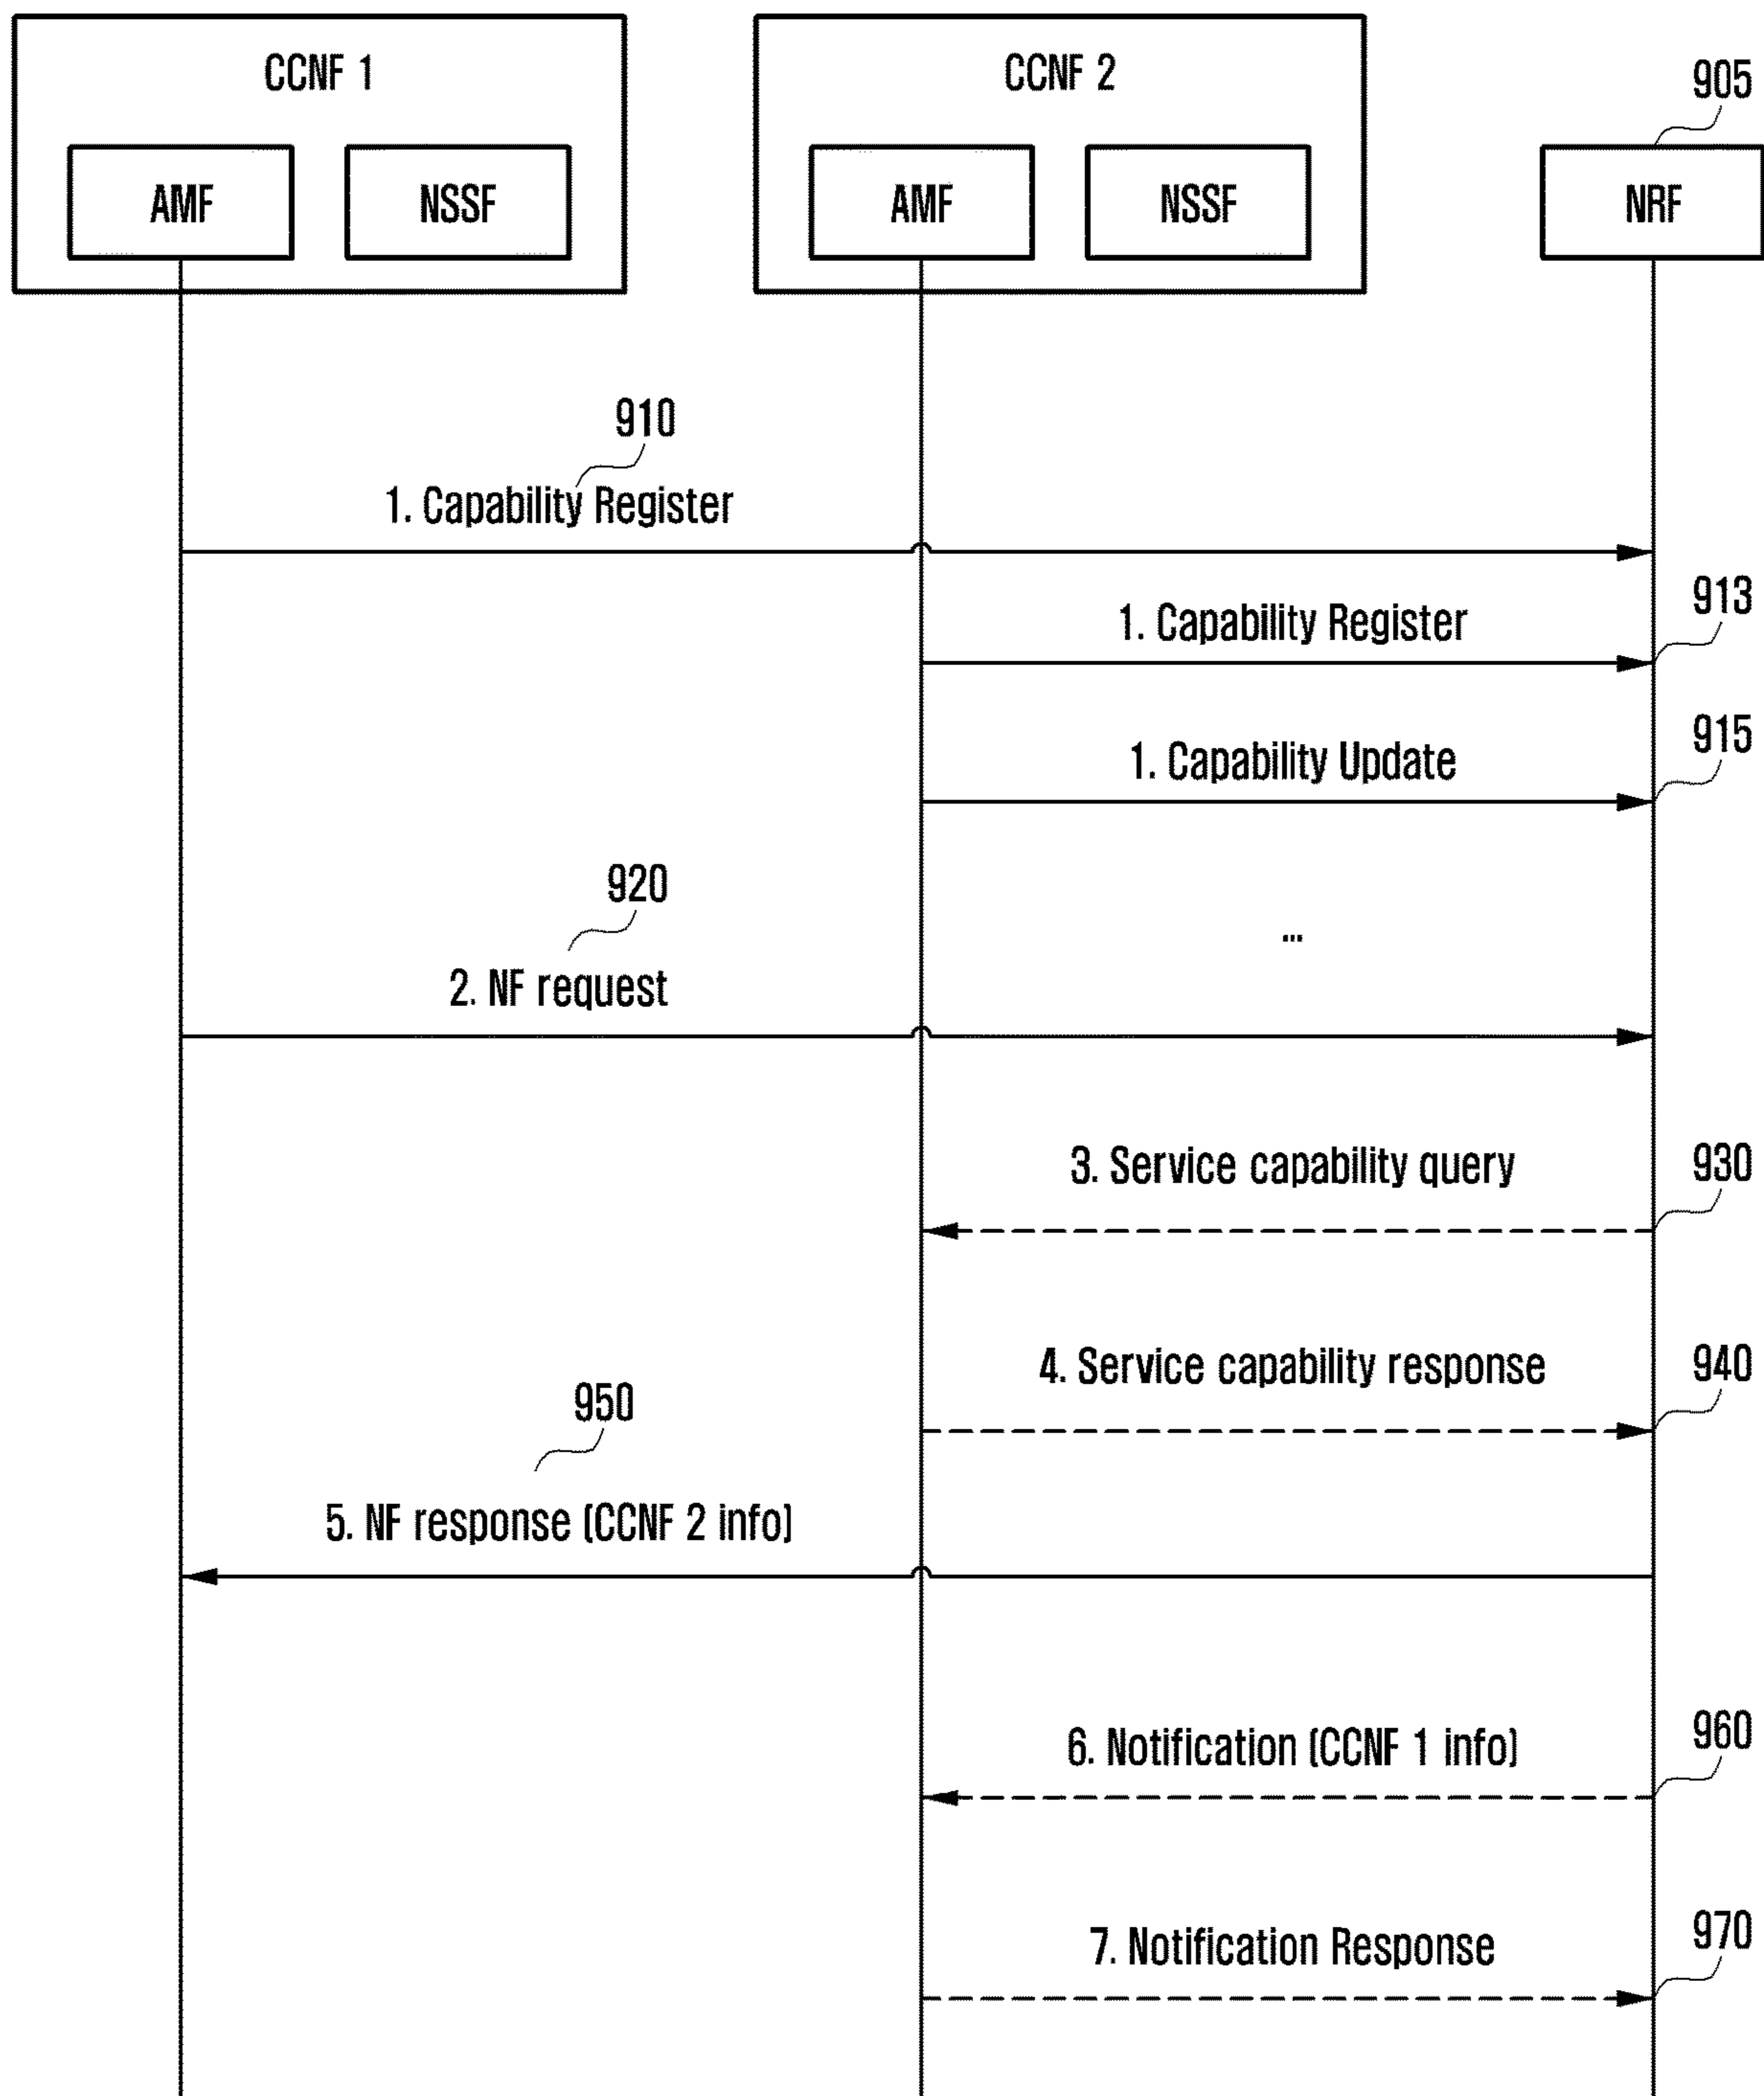 CCNF 1
CCNF 2
905
AMF
NSSF
AMF
NSSF
NRF
910
1. Capability Register
913
1. Capability Register
915
1. Capability Update
920
...
2. NF request
930
3. Service capability query
940
4. Service capability response
950
5. NF response (CCNF 2 info)
960
6. Notification (CCNF 1 info)
970
7. Notification Response